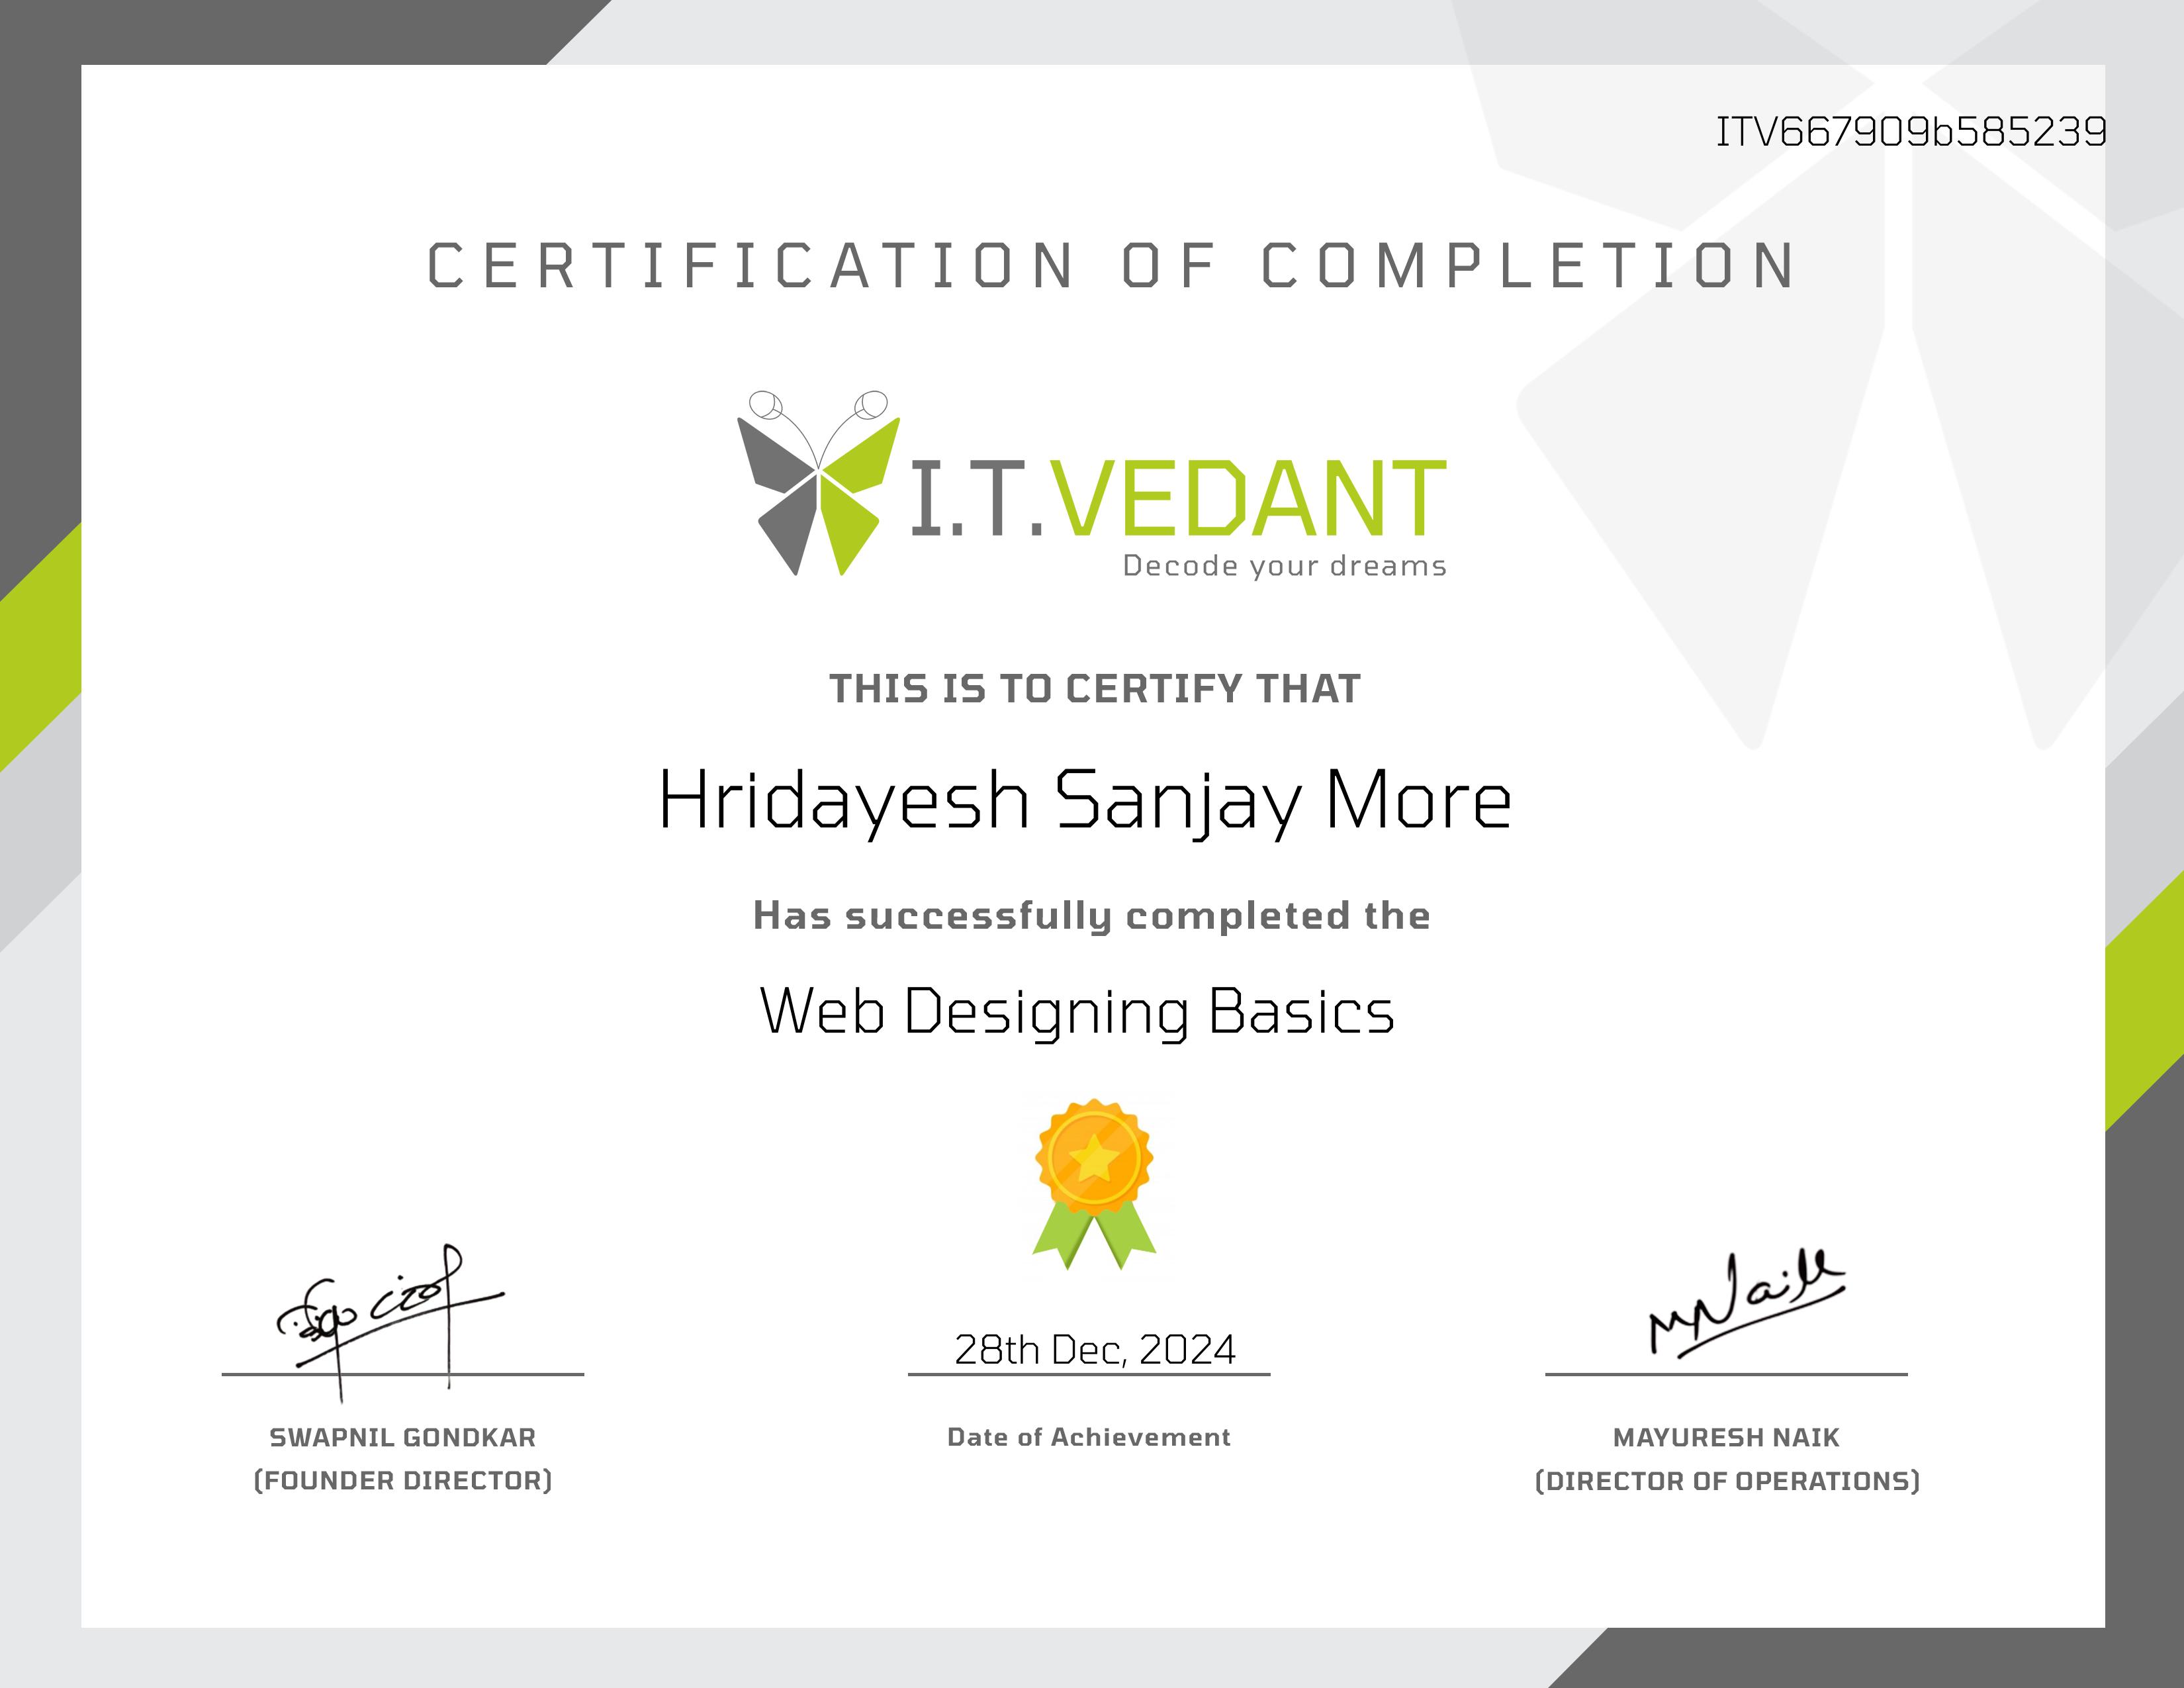 ITV667909b585239
CERTIFICATION OF COMPLETION
I.T.VEDANT
Decode your dreams
THIS IS TO CERTIFY THAT
Hridayesh Sanjay More
Has successfully completed the
Web Designing Basics
28th Dec, 2024
SWAPNIL GONDKAR
(FOUNDER DIRECTOR)
Date of Achievement
MAYURESH NAIK
(DIRECTOR OF OPERATIONS)